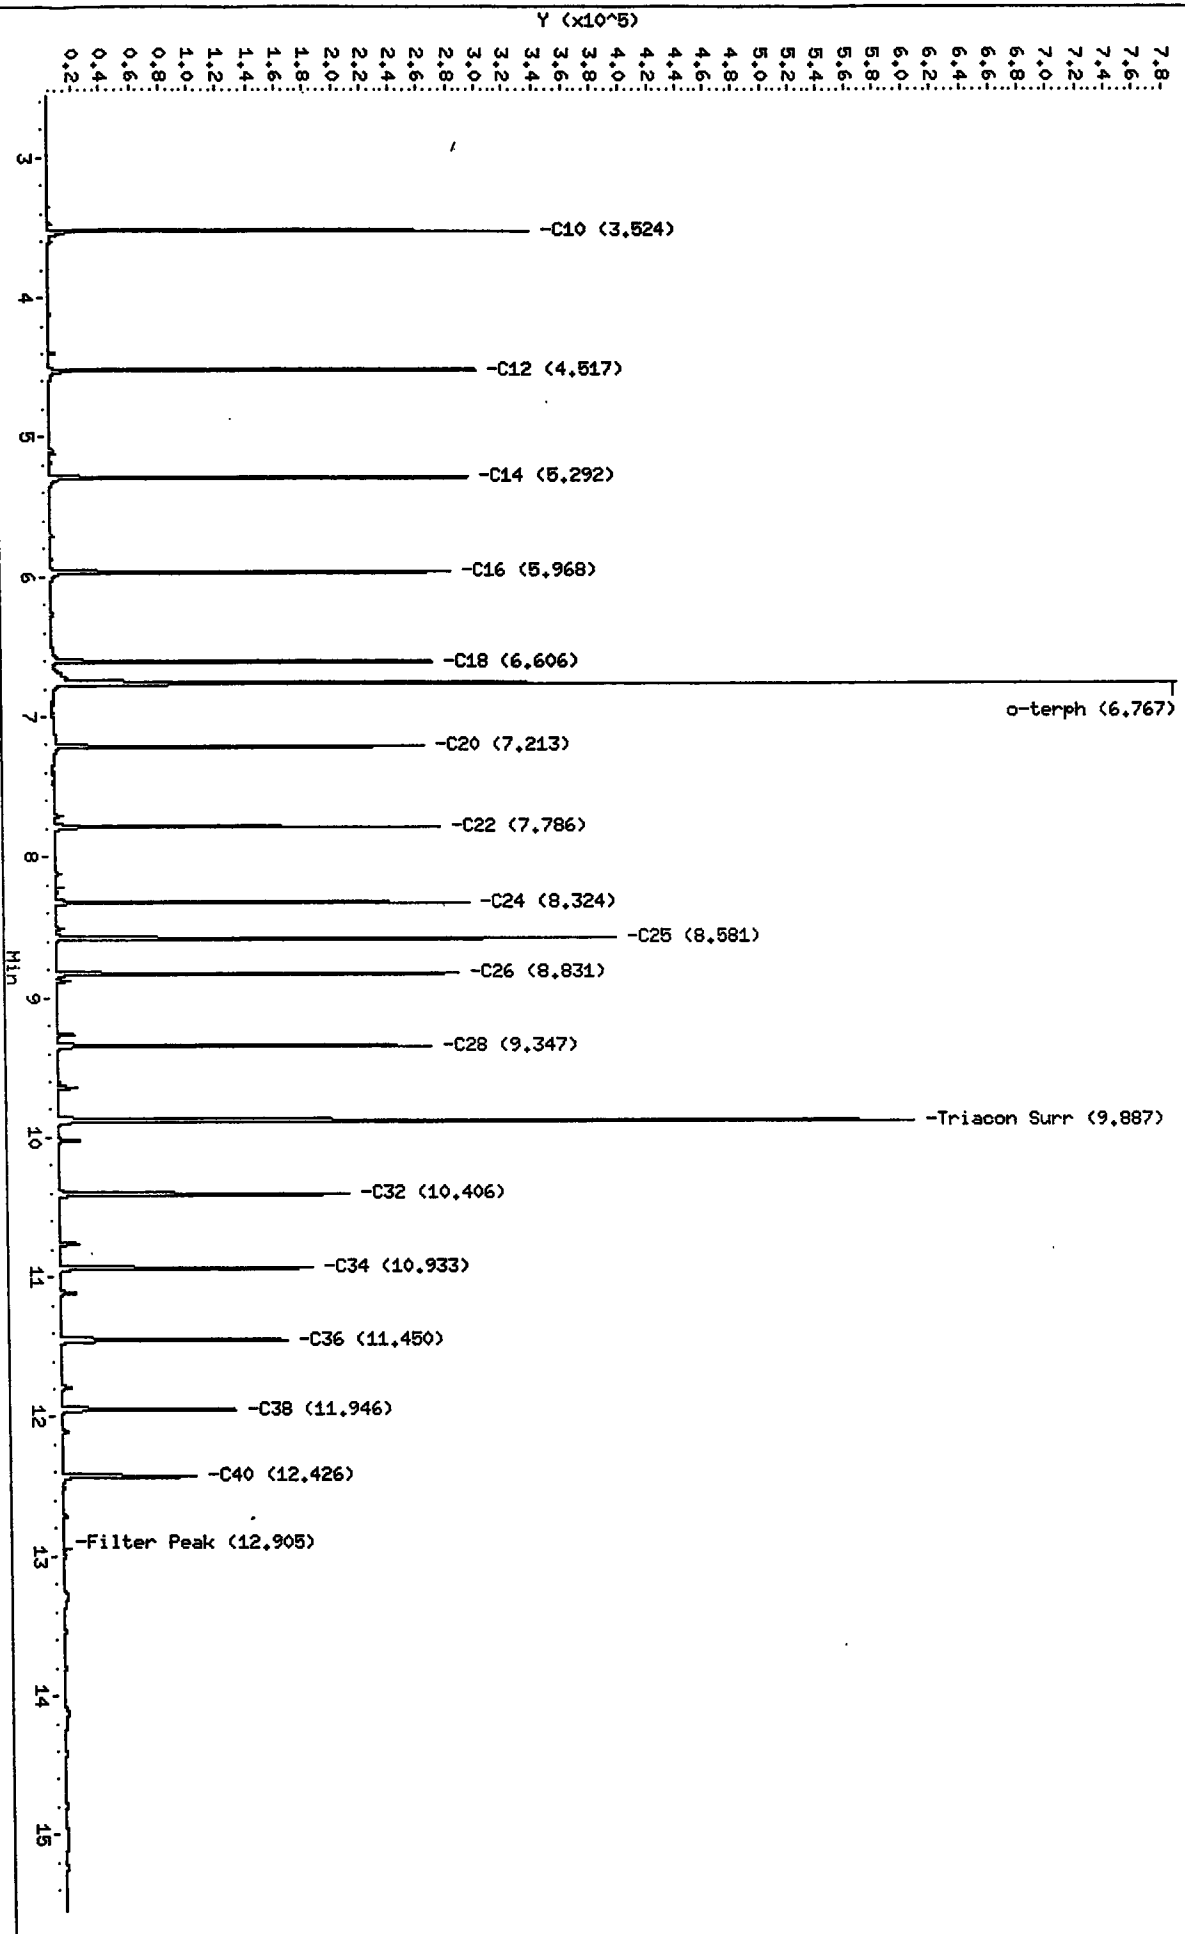 Y (x10^5)
0.2
0.4
0.6
0.8
1.0
1.2
1.4
1.6
1.8
2.0
2.2
2.4
2.6
2.8
3.0
3.2
3.4
3.6
3.8
4.0
4.2
4.4
4.6
4.8
5.0
5.2
5.4
5.6
5.8
6.0
6.2
6.4
6.6
6.8
7.0
7.2
7.4
7.6
7.8
3
-C10 (3.524)
4
-C12 (4.517)
5
-C14 (5.292)
-C16 (5.968)
6
-C18 (6.606)
o-terph (6.767)
7
-C20 (7.213)
-C22 (7.786)
8
-C24 (8.324)
-C25 (8.581)
-C26 (8.831)
Min
9
-C28 (9.347)
-Triacon Surr (9.887)
10
-C32 (10.406)
-C34 (10.933)
11
-C36 (11.450)
-C38 (11.946)
12
-C40 (12.426)
-Filter Peak (12.905)
13
14
15